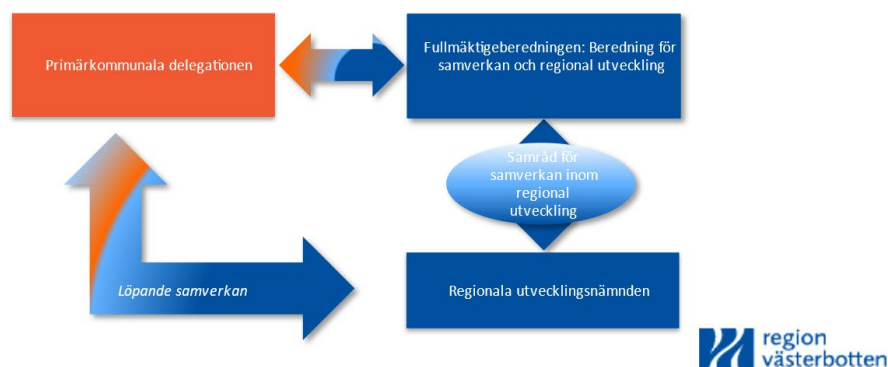 Primärkommunala delegationen
Fullmäktigeberedningen: Beredning för
samverkan och regional utveckling
Samråd för
samverkan inom
regional
utveckling
Löpande samverkan
Regionala utvecklingsnämnden
region
västerbotten